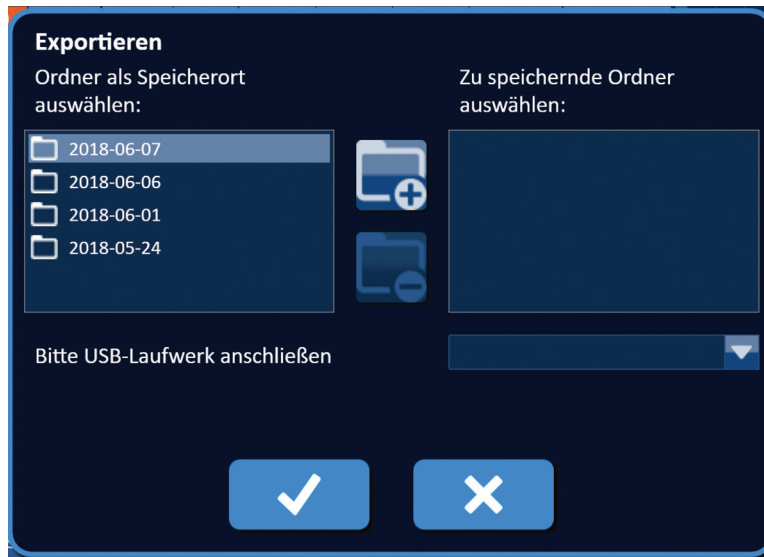 Exportieren
Ordner als Speicherort
auswählen:
2018-06-07
2018-06-06
2018-06-01
2018-05-24
Zu speichernde Ordner
auswählen:
Bitte USB-Laufwerk anschließen